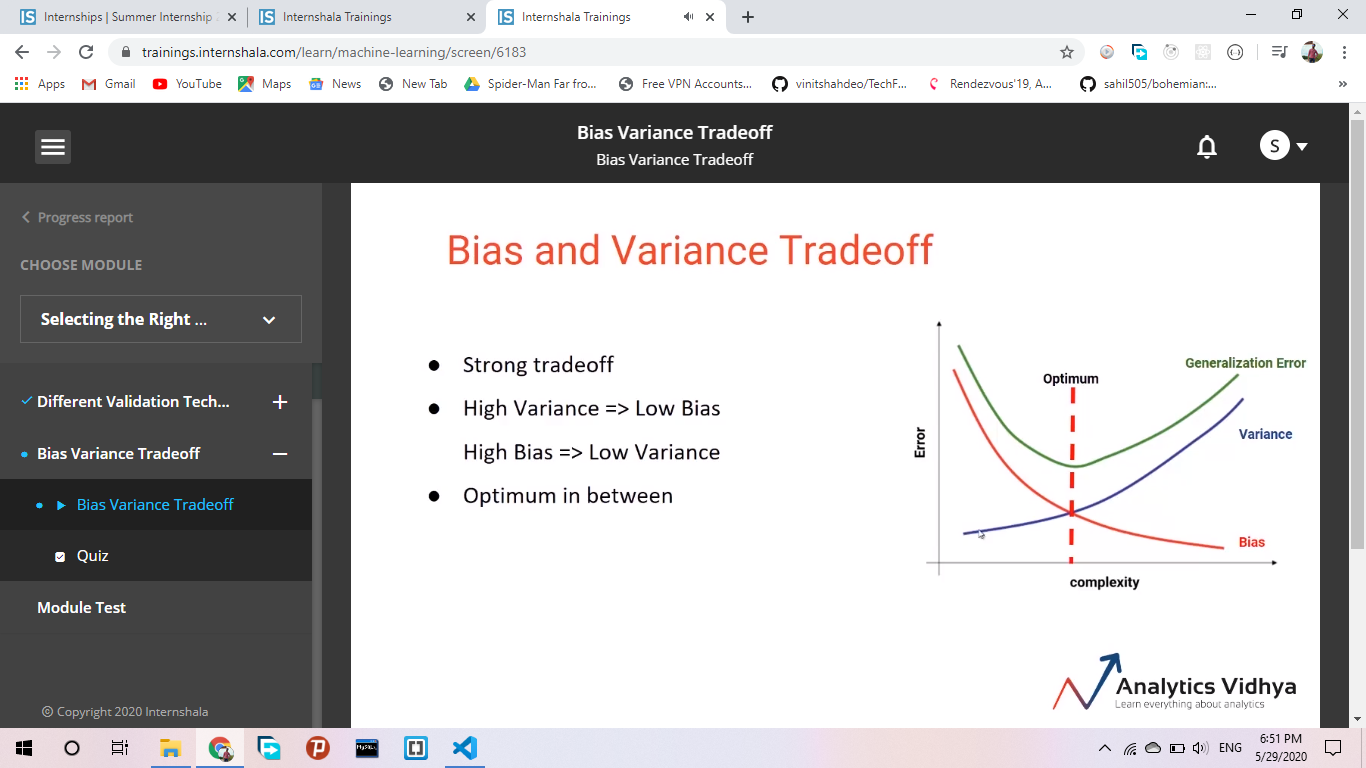 Internships | Summer Internship
Internshala Trainings
Internshala Trainings
trainings.internshala.com/learn/machine-learning/screen/6183
Apps
Gmail
YouTube
Maps
News
New Tab
Spider-Man Far fro...
Free VPN Accounts...
vinitshahdeo/TechF...
Rendezvous'19, A...
sahil505/bohemian:...
»
Bias Variance Tradeoff
Bias Variance Tradeoff
S
Progress report
CHOOSE MODULE
Selecting the Right ...
Different Validation Tech...
Bias Variance Tradeoff
Bias Variance Tradeoff
Quiz
Module Test
© Copyright 2020 Internshala
Bias and Variance Tradeoff
● Strong tradeoff
● High Variance => Low Bias
High Bias => Low Variance
● Optimum in between
Generalization Error
Optimum
Variance
Error
Bias
complexity
Analytics Vidhya
Learn everything about analytics
ENG
6:51 PM
5/29/2020